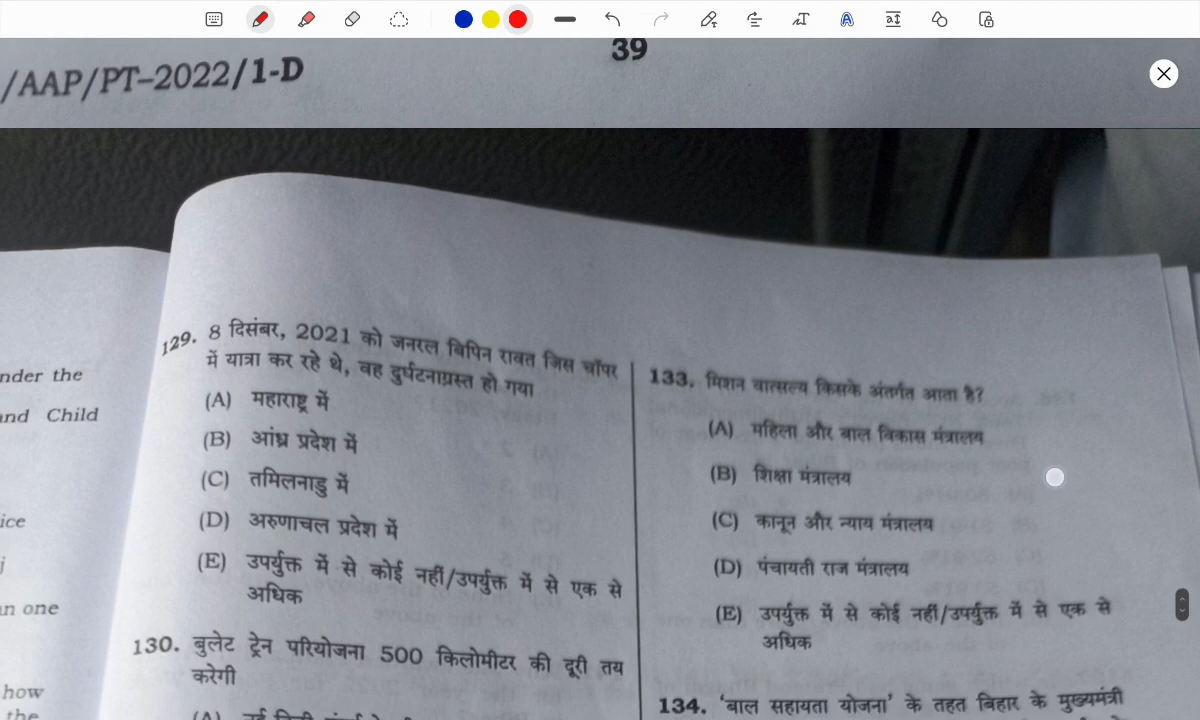 39
/AAP/PT–2022/1-D
nder the
and Child
ice
j
an one
how
the
129. 8 दिसंबर, 2021 को जनरल बिपिन रावत जिस चॉपर
में यात्रा कर रहे थे, वह दुर्घटनाग्रस्त हो गया
(A) महाराष्ट्र में
(B) आंध्र प्रदेश में
(C) तमिलनाडु में
(D) अरुणाचल प्रदेश में
(E) उपर्युक्त में से कोई नहीं/उपर्युक्त में से एक से
अधिक
130. बुलेट ट्रेन परियोजना 500 किलोमीटर की दूरी तय
करेगी
(A)
133. मिशन वात्सल्य किसके अंतर्गत आता है?
(A) महिला और बाल विकास मंत्रालय
(B) शिक्षा मंत्रालय
(C) कानून और न्याय मंत्रालय
(D) पंचायती राज मंत्रालय
(E) उपर्युक्त में से कोई नहीं/उपर्युक्त में से एक से
अधिक
134. ‘बाल सहायता योजना’ के तहत बिहार के मुख्यमंत्री